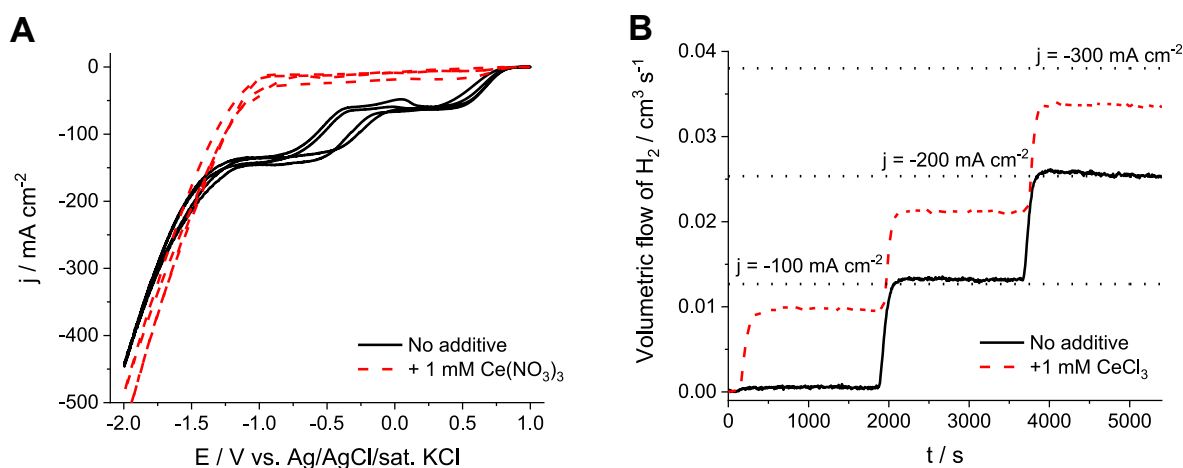 A
0
-100
-200
-300
-400
-500
j / mA cm-2
-2.0 -1.5 -1.0 -0.5 0.0 0.5 1.0
E / V vs. Ag/AgCl/sat. KCl
No additive
+ 1 mM Ce(NO3)3
B
0.04
0.03
0.02
0.01
0.00
Volumetric flow of H2 / cm3 s-1
j = -300 mA cm-2
j = -200 mA cm-2
j = -100 mA cm-2
No additive
+1 mM CeCl3
0 1000 2000 3000 4000 5000
t / s